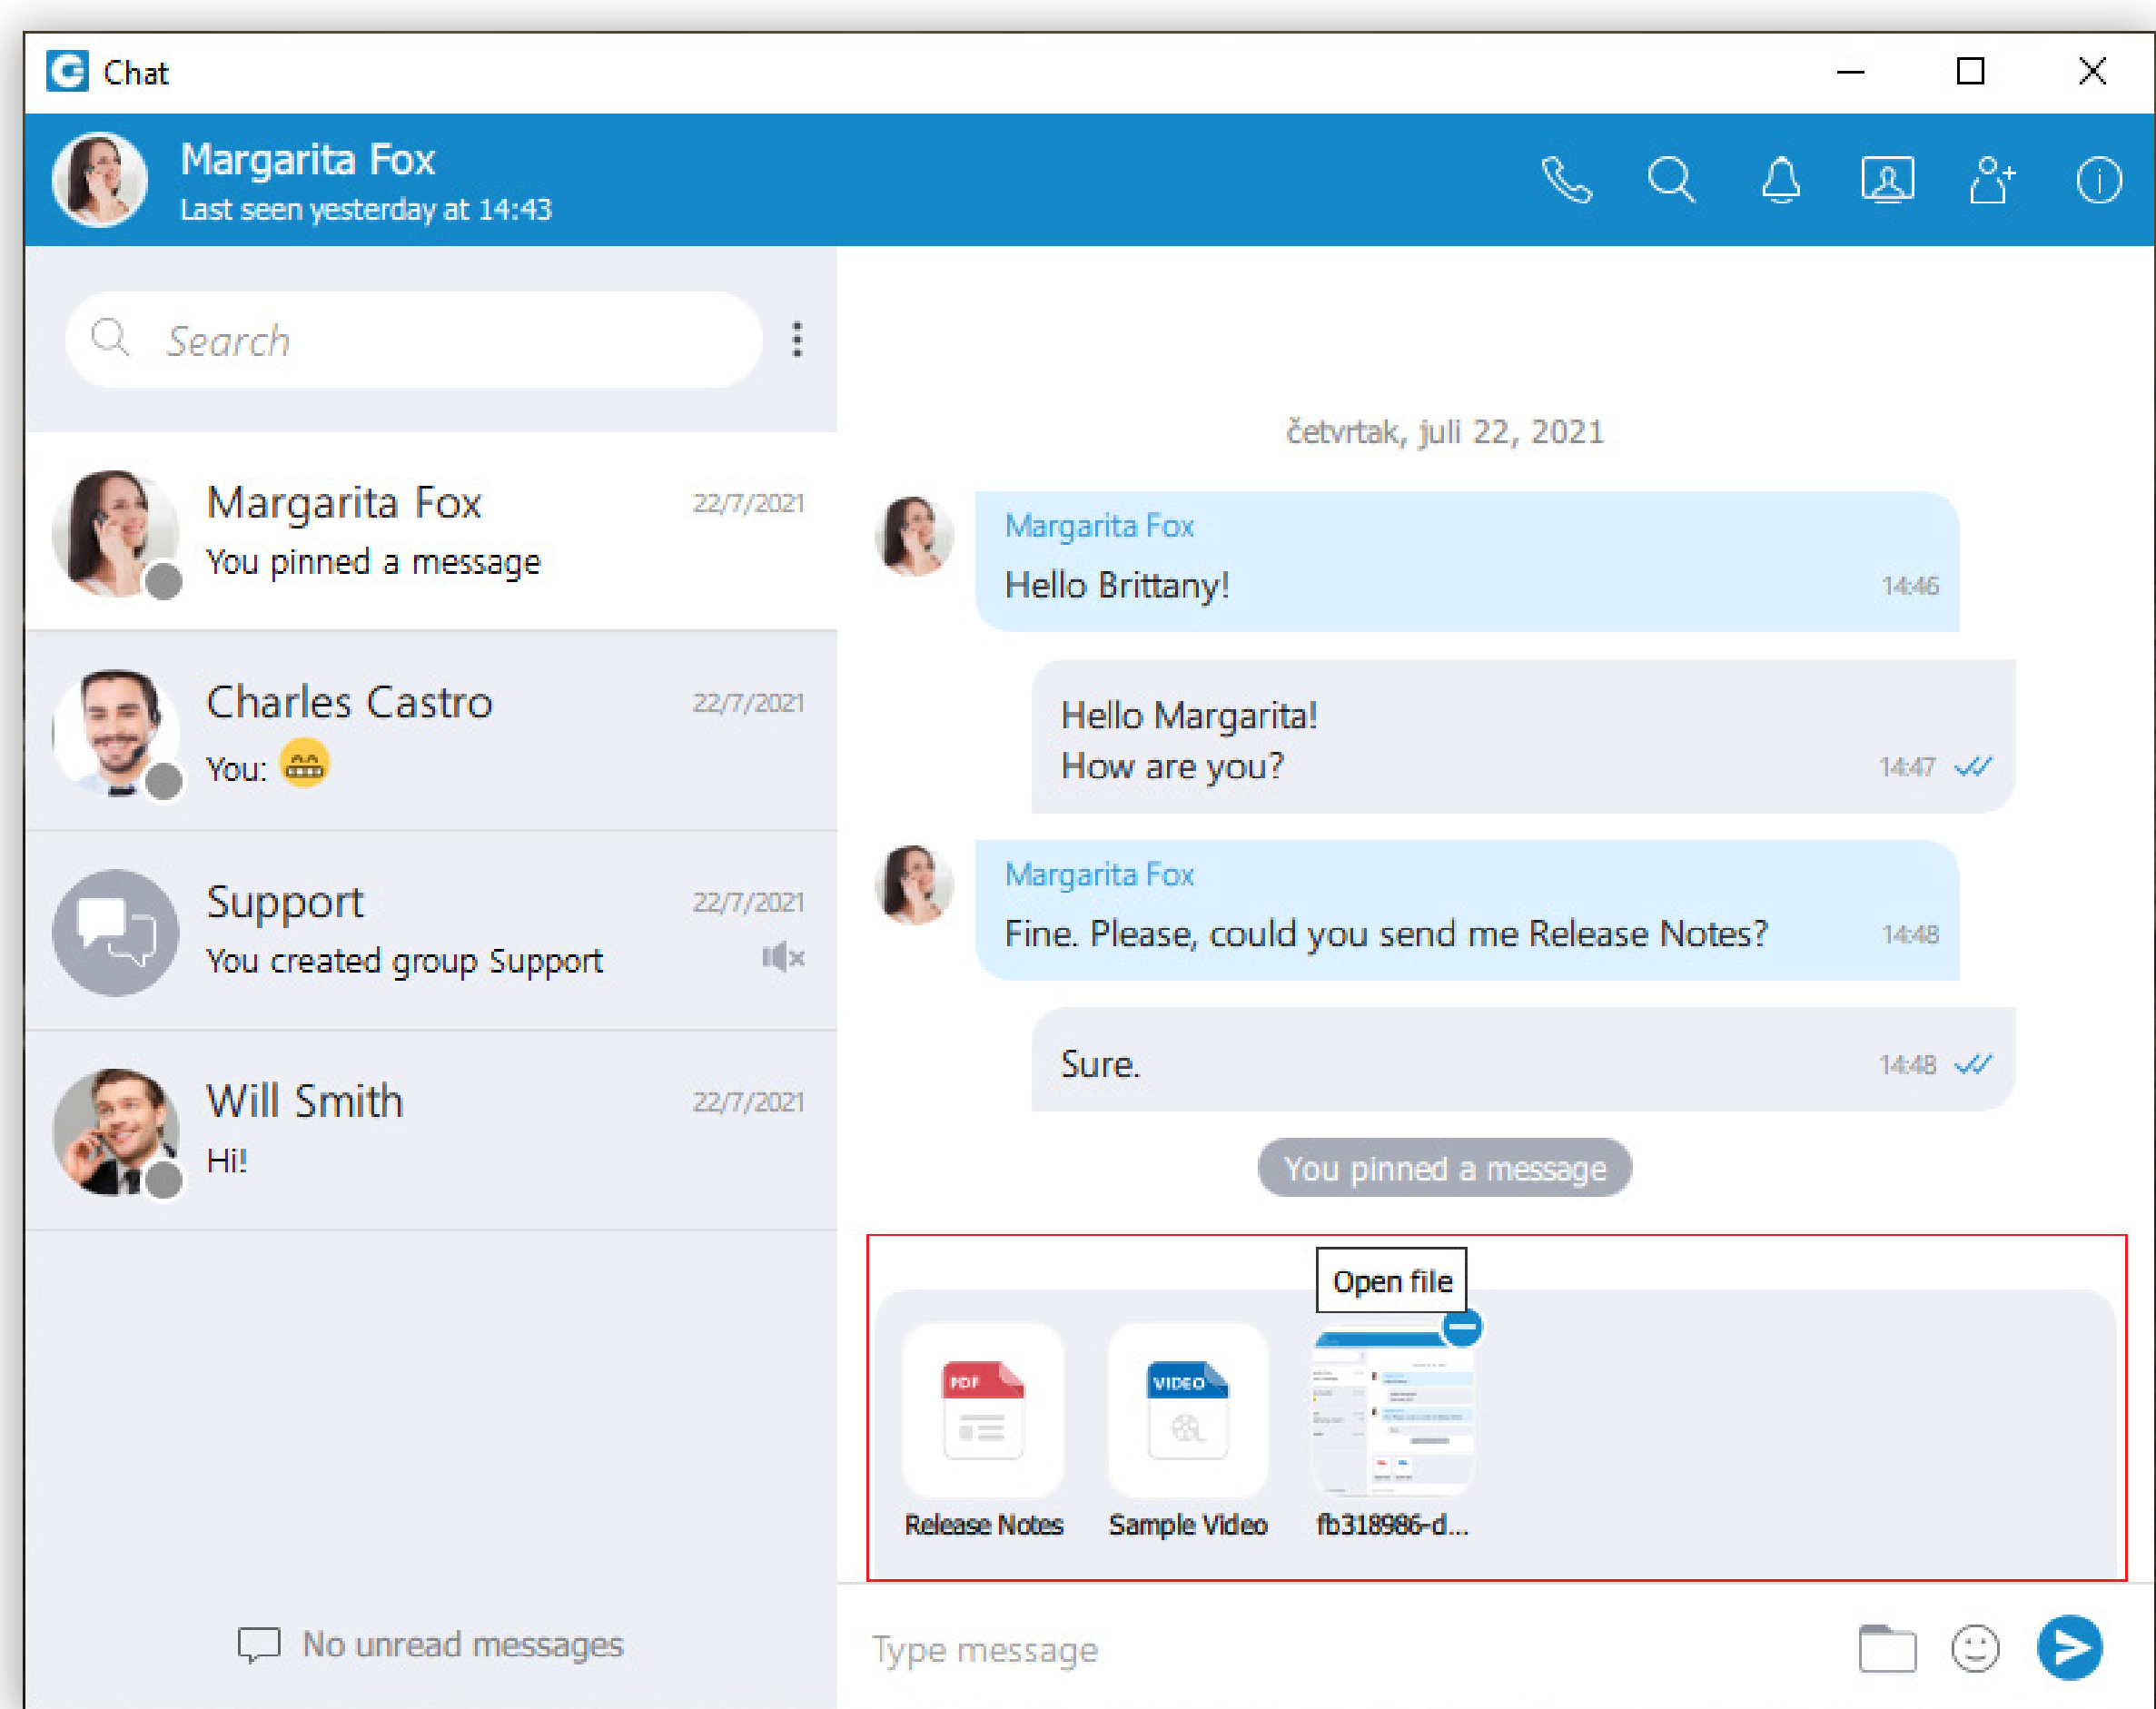 Chat
Margarita Fox
Last seen yesterday at 14:43
Search
Margarita Fox 22/7/2021
You pinned a message
Charles Castro 22/7/2021
You:
Support 22/7/2021
You created group Support
Will Smith 22/7/2021
Hi!
No unread messages
četvrtak, juli 22, 2021
Margarita Fox
Hello Brittany! 14:46
Hello Margarita!
How are you? 14:47
Margarita Fox
Fine. Please, could you send me Release Notes? 14:48
Sure. 14:48
You pinned a message
Open file
PDF VIDEO
Release Notes Sample Video fb318986-d...
Type message